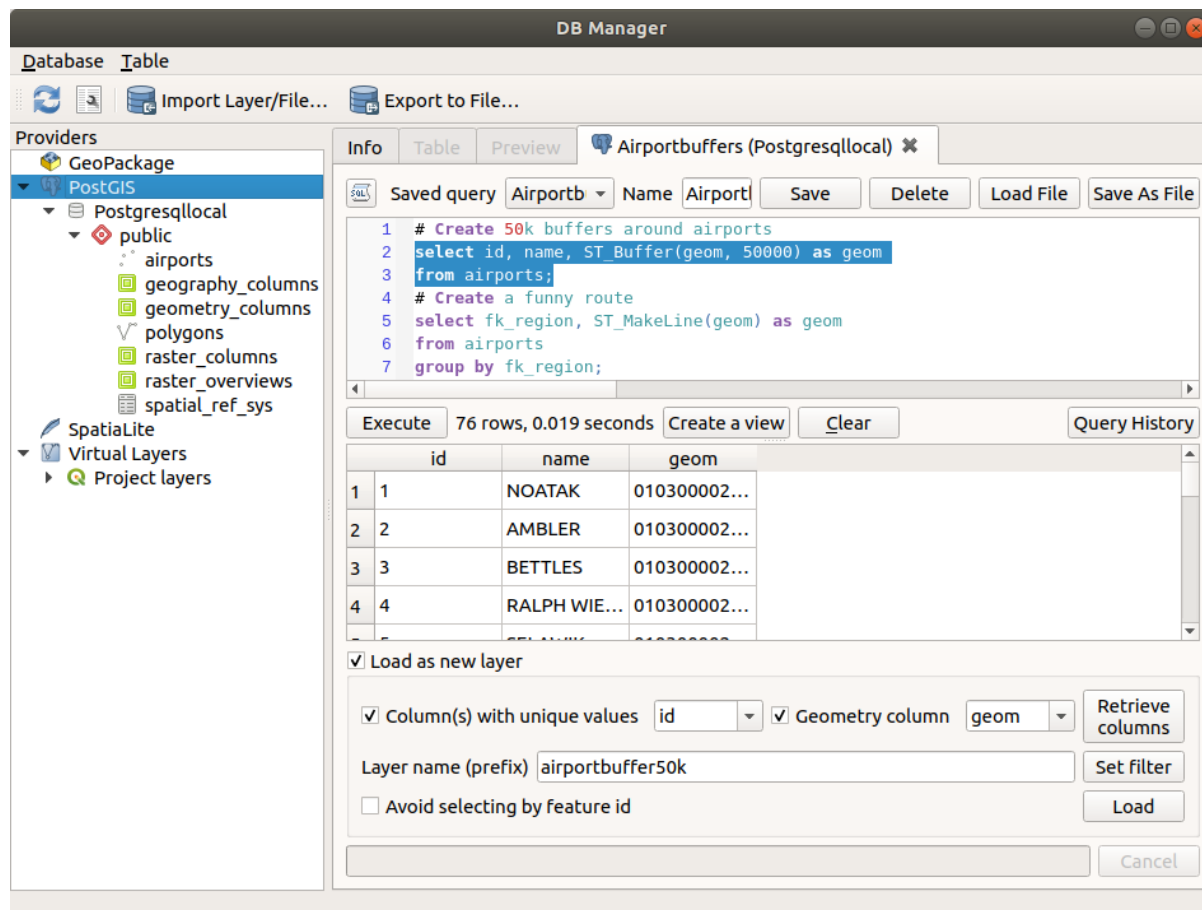 DB Manager
Database Table
Import Layer/File... Export to File...
Providers
GeoPackage
PostGIS
Postgresqllocal
public
airports
geography_columns
geometry_columns
polygons
raster_columns
raster_overviews
spatial_ref_sys
SpatiaLite
Virtual Layers
Project layers
Info Table Preview Airportbuffers (Postgresqllocal)
SQL Saved query Airportb Name Airportl Save Delete Load File Save As File
1 # Create 50k buffers around airports
2 select id, name, ST_Buffer(geom, 50000) as geom
3 from airports;
4 # Create a funny route
5 select fk_region, ST_MakeLine(geom) as geom
6 from airports
7 group by fk_region;
Execute 76 rows, 0.019 seconds Create a view Clear Query History
id name geom
1 1 NOATAK 010300002...
2 2 AMBLER 010300002...
3 3 BETTLES 010300002...
4 4 RALPH WIE... 010300002...
Load as new layer
Column(s) with unique values id Geometry column geom Retrieve columns
Layer name (prefix) airportbuffer50k Set filter
Avoid selecting by feature id Load
Cancel